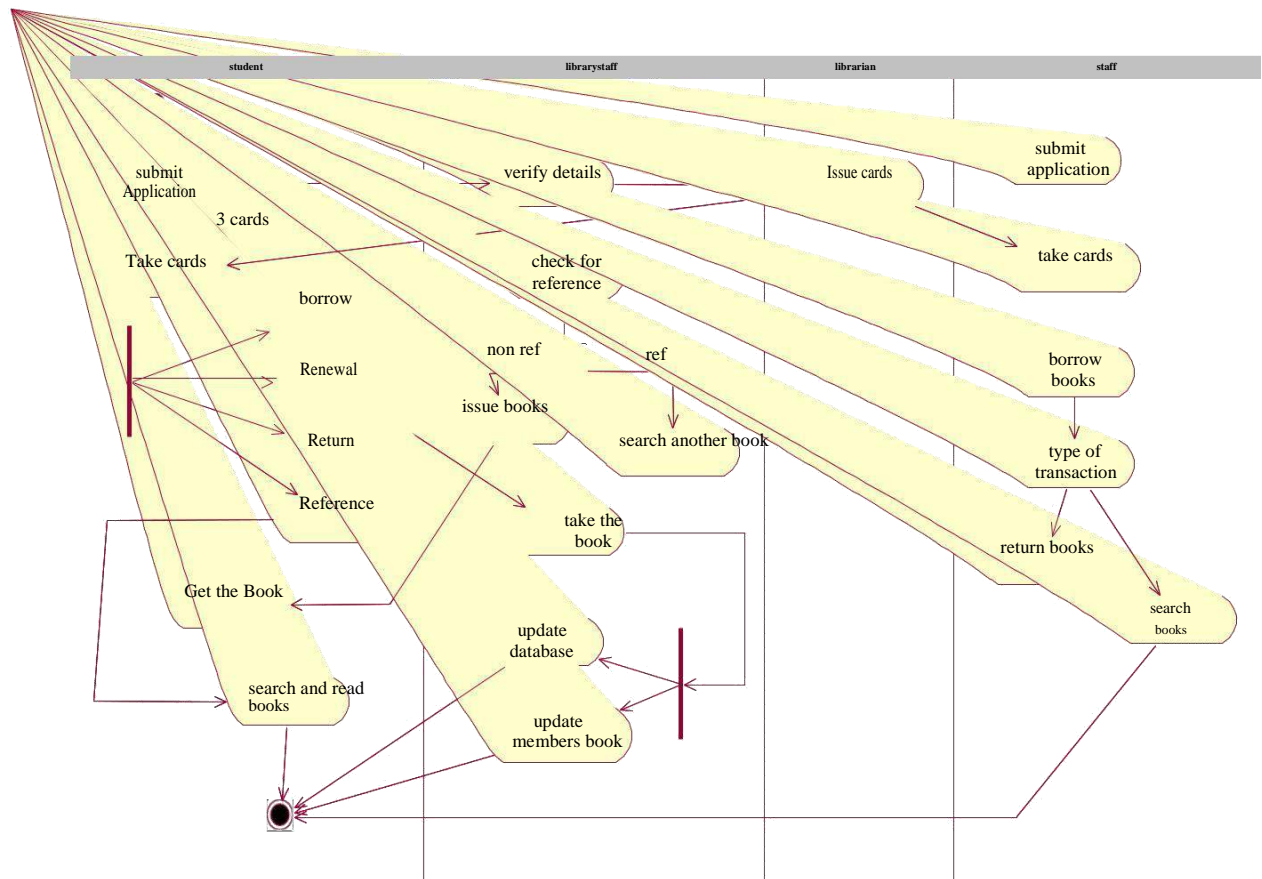 student
librarystaff
librarian
staff
submit
Application
verify details
Issue cards
submit
application
3 cards
Take cards
check for
reference
take cards
borrow
non ref
ref
Renewal
borrow
books
issue books
Return
search another book
type of
transaction
Reference
take the
book
return books
Get the Book
search
books
update
database
search and read
books
update
members book